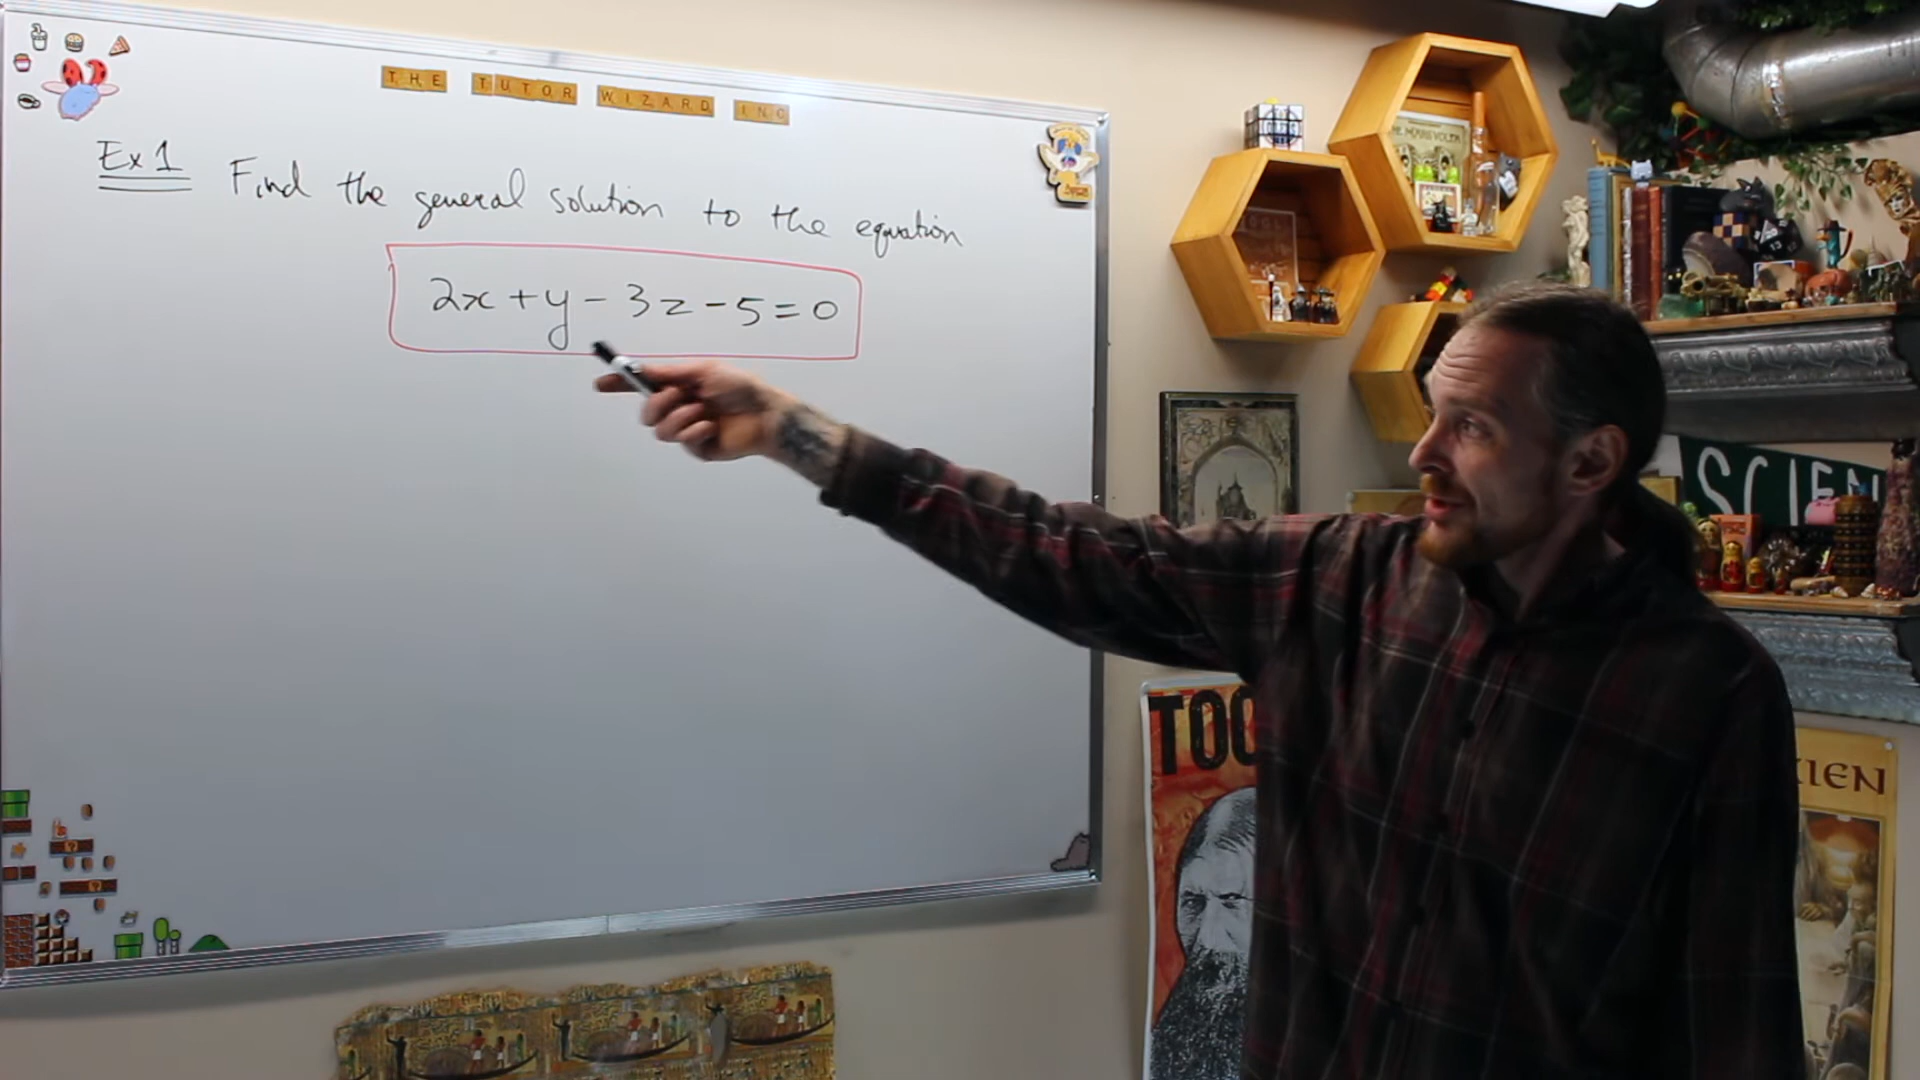 THE TUTOR WIZARD INC
Ex 1 Find the general solution to the equation
2x + y - 3z - 5 = 0
SCIEN
TOO
KIEN